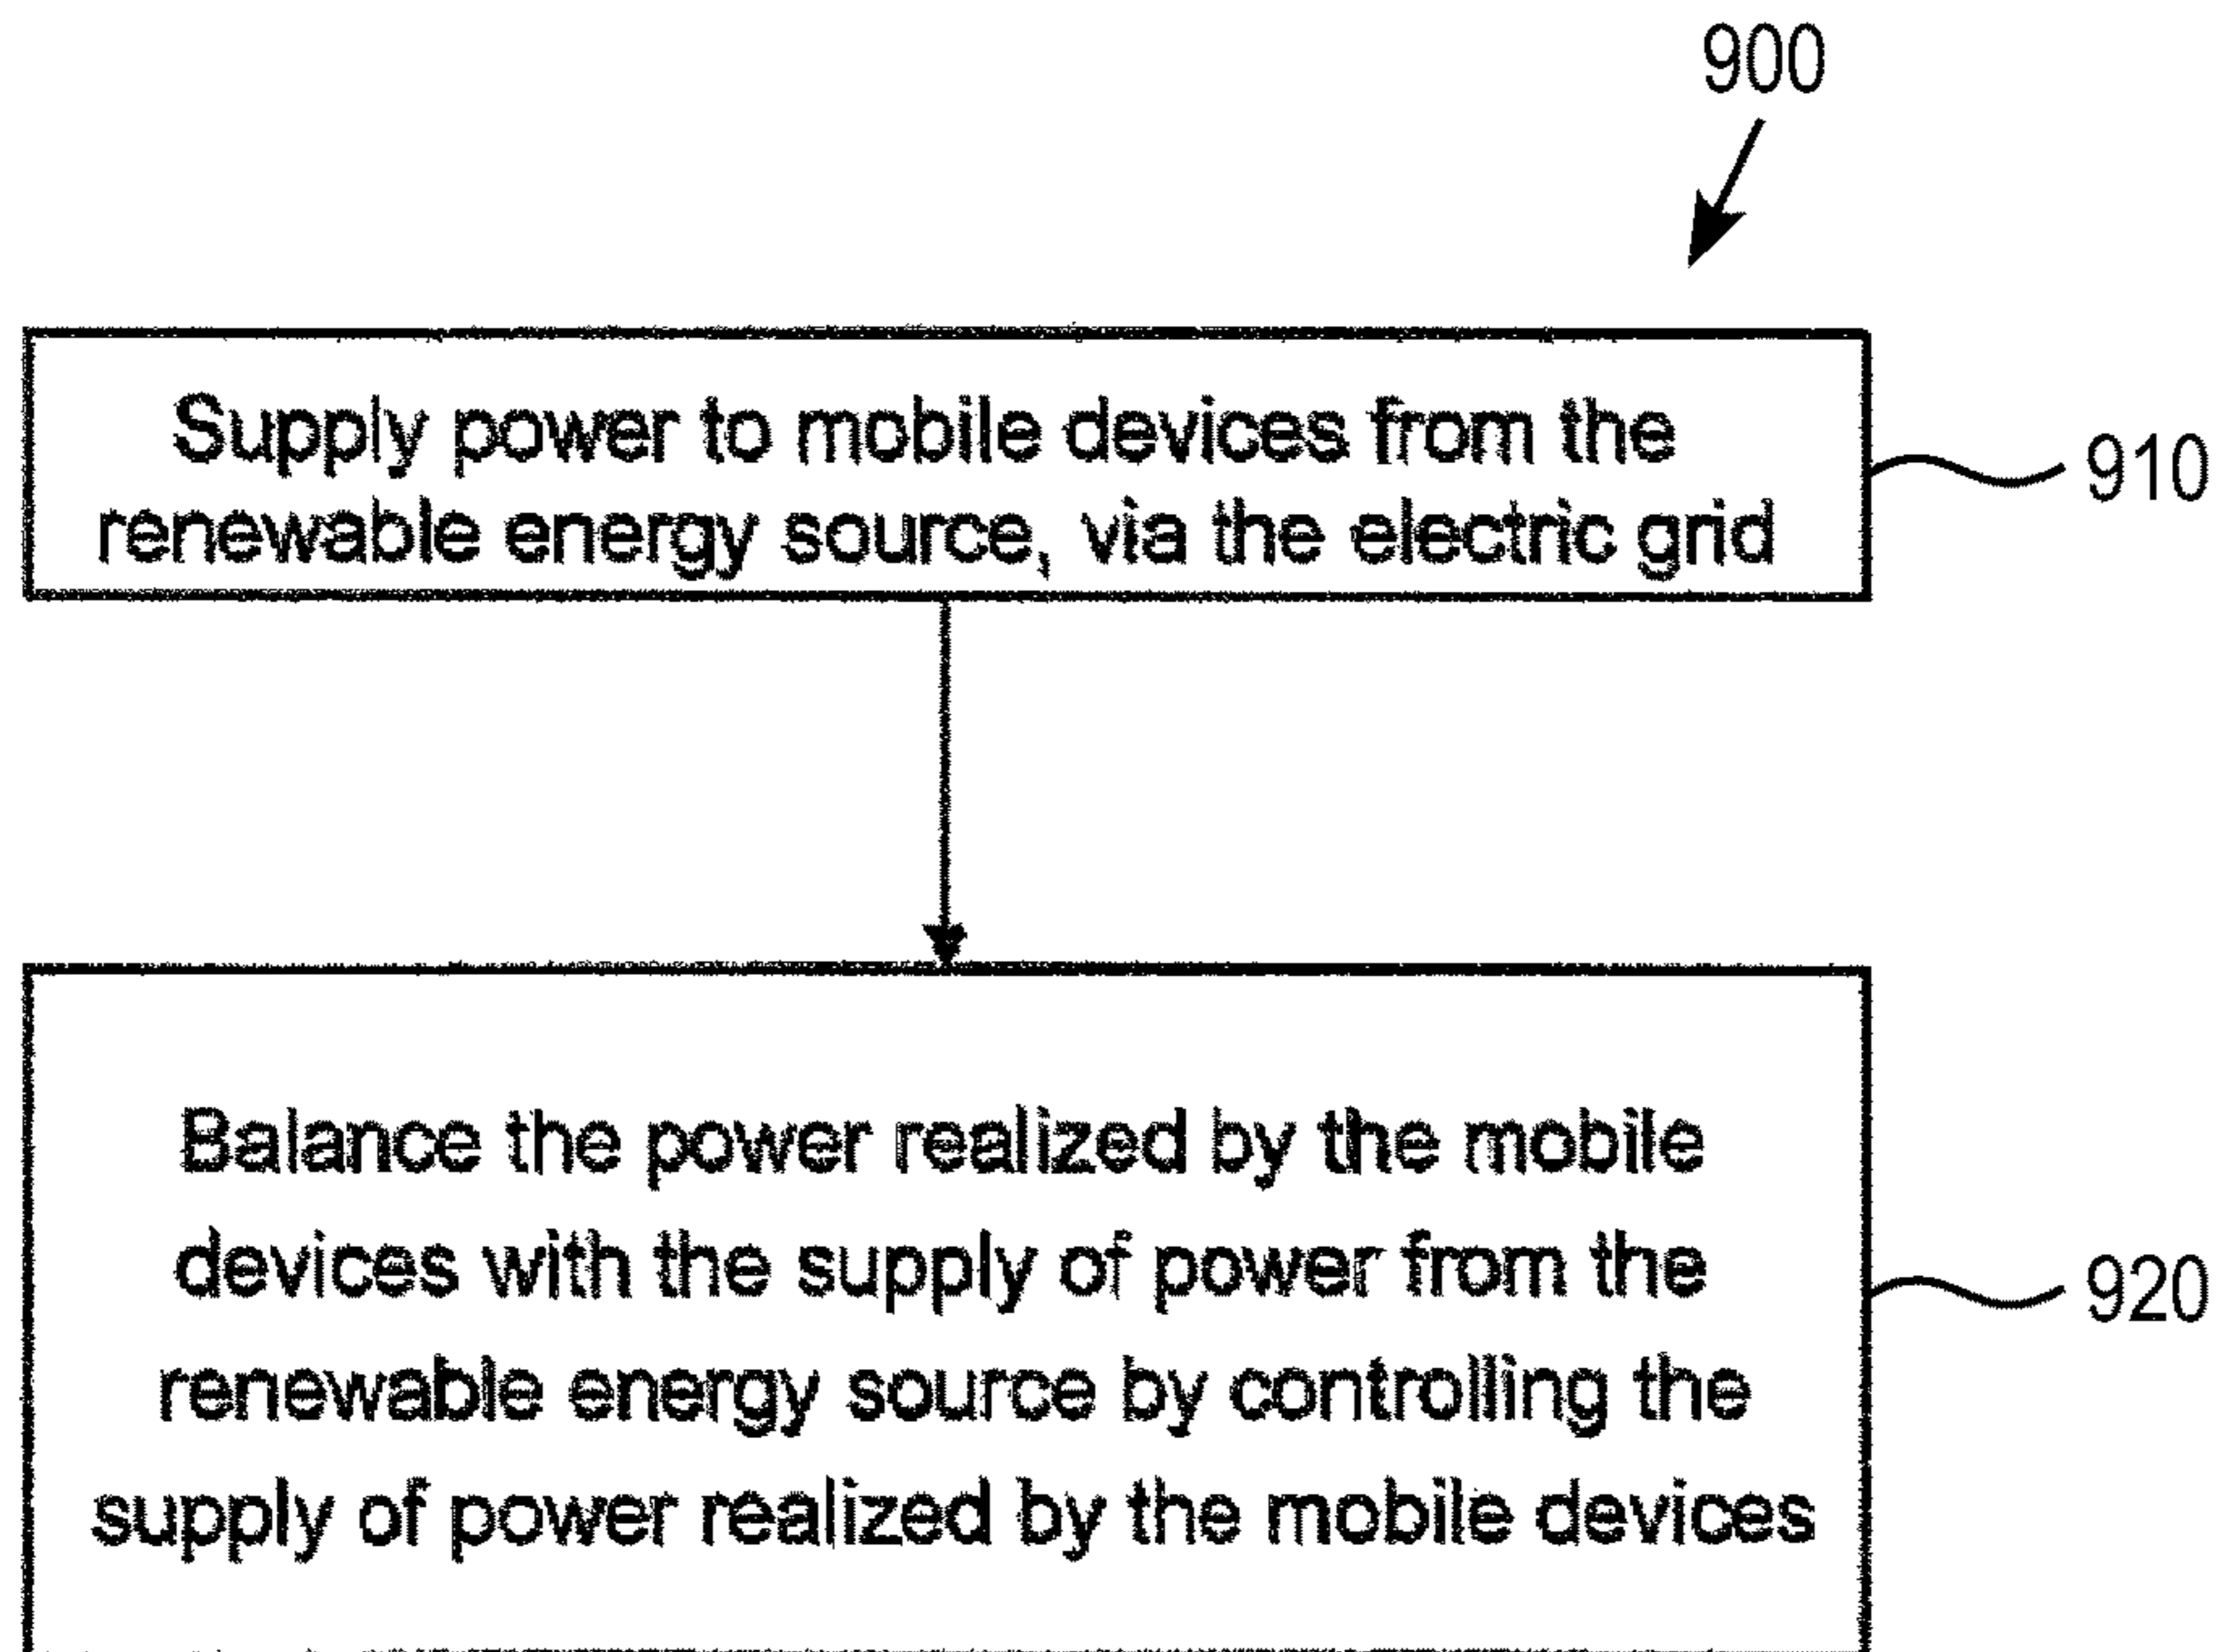 900
Supply power to mobile devices from the
renewable energy source, via the electric grid
910
Balance the power realized by the mobile
devices with the supply of power from the
renewable energy source by controlling the
supply of power realized by the mobile devices
920